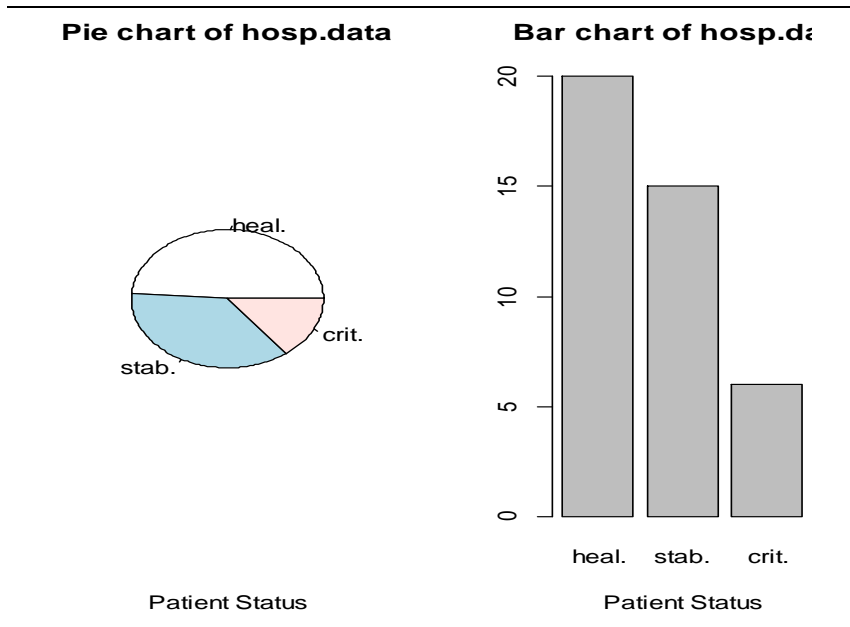 Pie chart of hosp.data
heal.
crit.
stab.
Patient Status
Bar chart of hosp.da
20
15
10
5
0
heal. stab. crit.
Patient Status